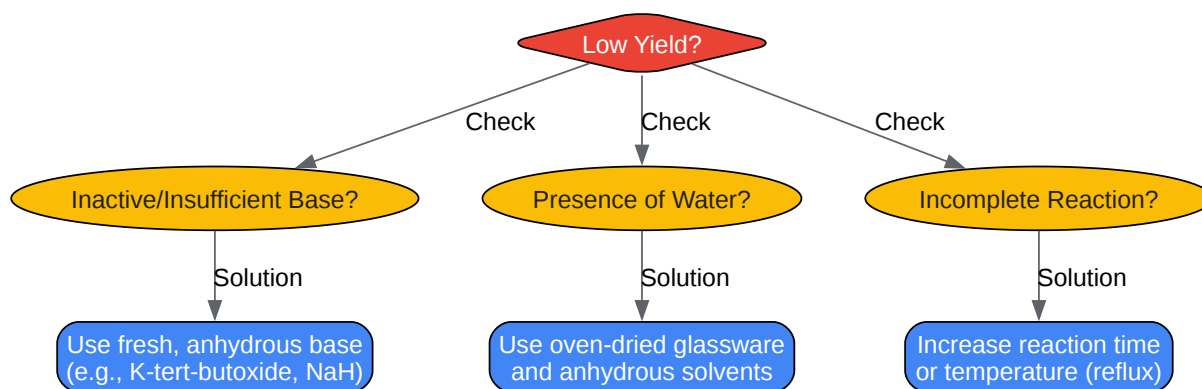 Low Yield?
Check
Check
Check
Inactive/Insufficient Base?
Presence of Water?
Incomplete Reaction?
Solution
Solution
Solution
Use fresh, anhydrous base
(e.g., K-tert-butoxide, NaH)
Use oven-dried glassware
and anhydrous solvents
Increase reaction time
or temperature (reflux)